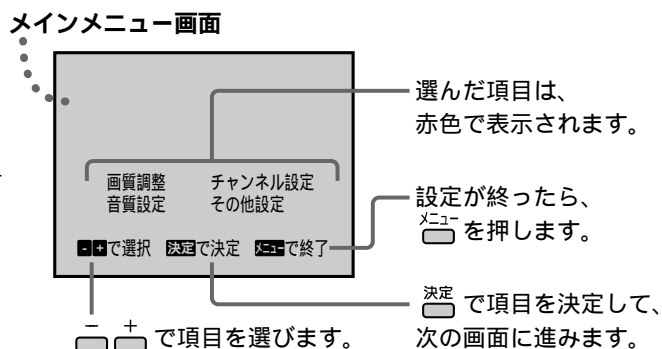 メインメニュー画面
選んだ項目は、
赤色で表示されます。
画質調整 チャンネル設定
音質設定 その他設定
-+で選択 決定で決定 メニューで終了
設定が終ったら、
メニュー
を押します。
決定
で項目を決定して、
次の画面に進みます。
- +
で項目を選びます。